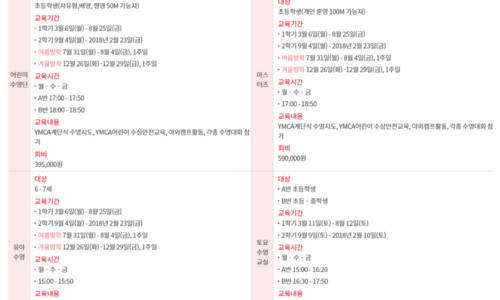 초등학생(자유형,배영, 평영 50M 가능자)
교육기간
1학기 3월 6일(월) - 8월 25일(금)
2학기 9월 4일(월) - 2018년 2월 23일(금)
여름방학 7월 31일(월) - 8월 4일(금), 1주일
겨울방학 12월 26일(화) -12월 29일(금), 1주일
어린이
수영단
교육시간
월 · 수 · 금
A반 17:00 - 17:50
B반 18:00 - 18:50
교육내용
YMCA계단식 수영지도, YMCA어린이 수상안전교육, 야외캠프활동, 각종 수영대회 참
가
회비
395,000원
대상
초등학생(개인 혼영 100M 가능자)
교육기간
1학기 3월 6일(월) - 8월 25일(금)
2학기 9월 4일(월) - 2018년 2월 23일(금)
여름방학 7월 31일(월) - 8월 4일(금), 1주일
겨울방학 12월 26일(화) -12월 29일(금), 1주일
마스
터즈
교육시간
월 · 수 · 금
17:00 - 18:50
교육내용
YMCA계단식 수영지도, YMCA어린이 수상안전교육, 야외캠프활동, 각종 수영대회 참
가
회비
590,000원
대상
6 - 7세
교육기간
1학기 3월 6일(월) - 8월 25일(금)
2학기 9월 4일(월) - 2018년 2월 23일(금)
여름방학 7월 31일(월) - 8월 4일(금), 1주일
겨울방학 12월 26일(화) -12월 29일(금), 1주일
유아
수영
교육시간
월 · 수 · 금
15:00 - 15:50
교육내용
대상
A반 초등학생
B반 초등 · 중학생
교육기간
1학기 3월 11일(토) - 8월 12일(토)
2학기 9월 9일(토) - 2018년 2월 10일(토)
토요
수영
교실
교육시간
월 · 수 · 금
A반 15:00 - 16:20
B반 16:30 - 17:50
교육내용